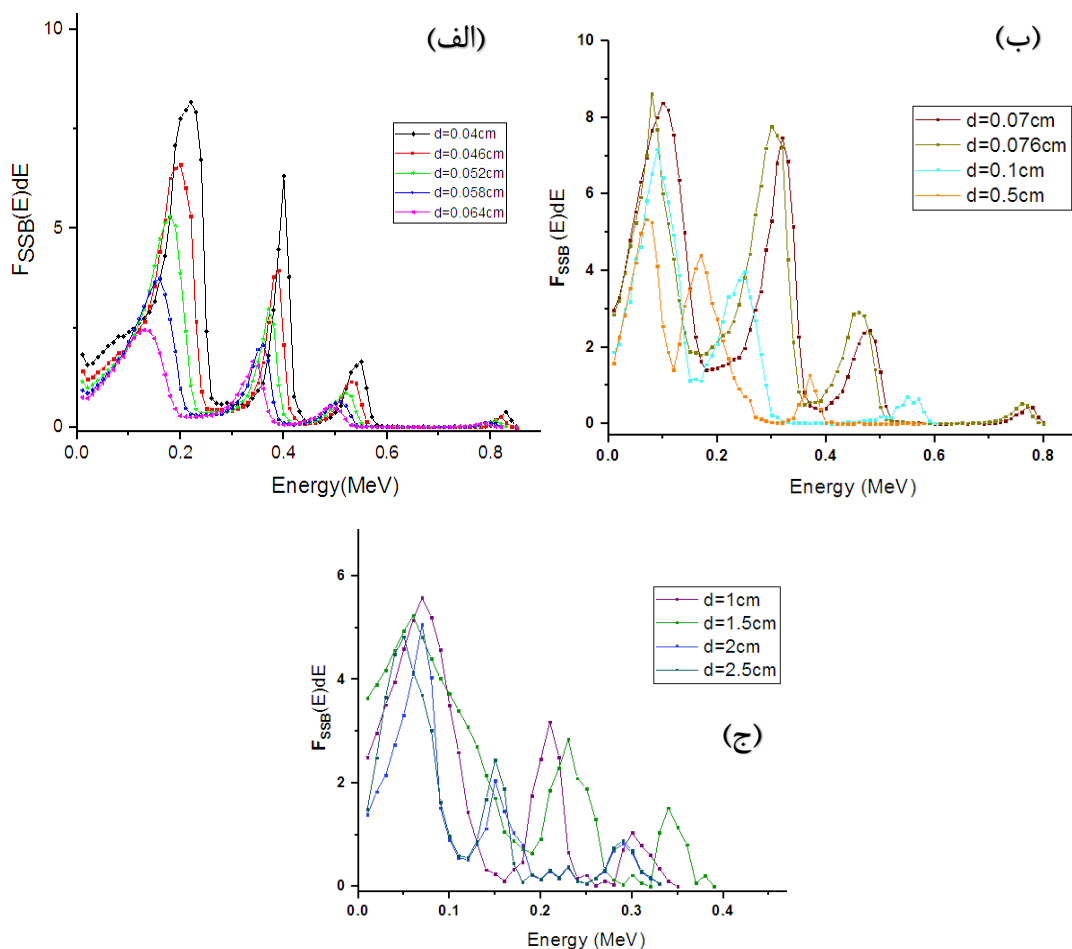 (الف)
10
5
0
0.0
0.2
0.4
0.6
0.8
F_SSB(E)dE
Energy(MeV)
d=0.04cm
d=0.046cm
d=0.052cm
d=0.058cm
d=0.064cm
(ب)
10
8
6
4
2
0
0.0
0.2
0.4
0.6
0.8
F_SSB (E)dE
Energy (MeV)
d=0.07cm
d=0.076cm
d=0.1cm
d=0.5cm
(ج)
6
4
2
0
0.0
0.1
0.2
0.3
0.4
F_SSB(E)dE
Energy (MeV)
d=1cm
d=1.5cm
d=2cm
d=2.5cm